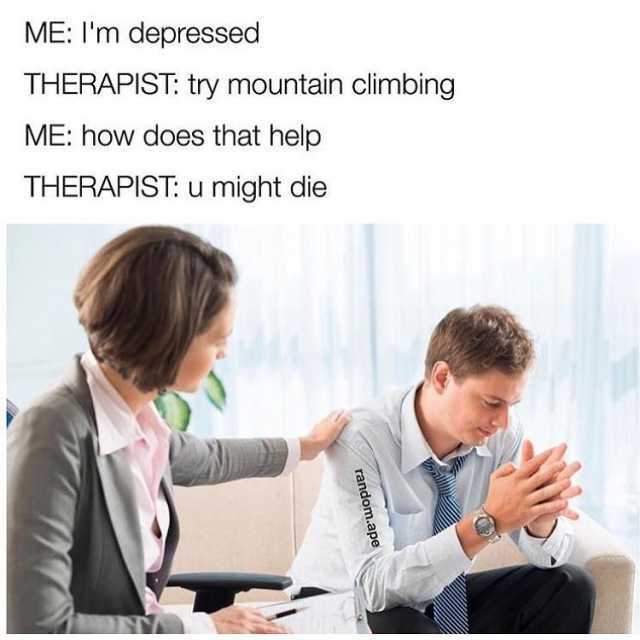 ME: I'm depressed
THERAPIST: try mountain climbing
ME: how does that help
THERAPIST: u might die
random.ape